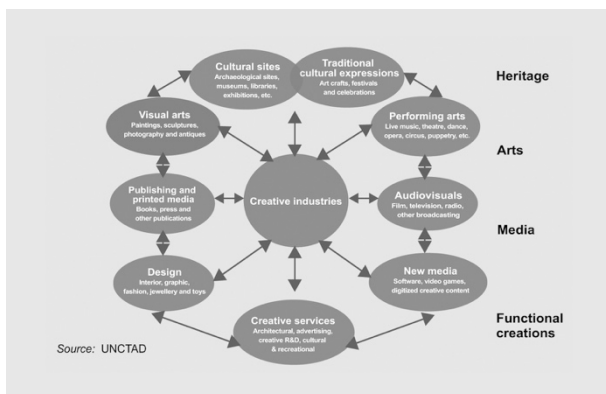 Cultural sites
Archaeological sites,
museums, libraries,
exhibitions, etc.
Traditional
cultural expressions
Art crafts, festivals
and celebrations
Heritage
Visual arts
Paintings, sculptures,
photography and antiques
Performing arts
Live music, theatre, dance,
opera, circus, puppetry, etc.
Arts
Publishing and
printed media
Books, press and
other publications
Creative industries
Audiovisuals
Film, television, radio,
other broadcasting
Media
Design
Interior, graphic,
fashion, jewellery and toys
New media
Software, video games,
digitized creative content
Creative services
Architectural, advertising,
creative R&D, cultural
& recreational
Functional
creations
Source: UNCTAD